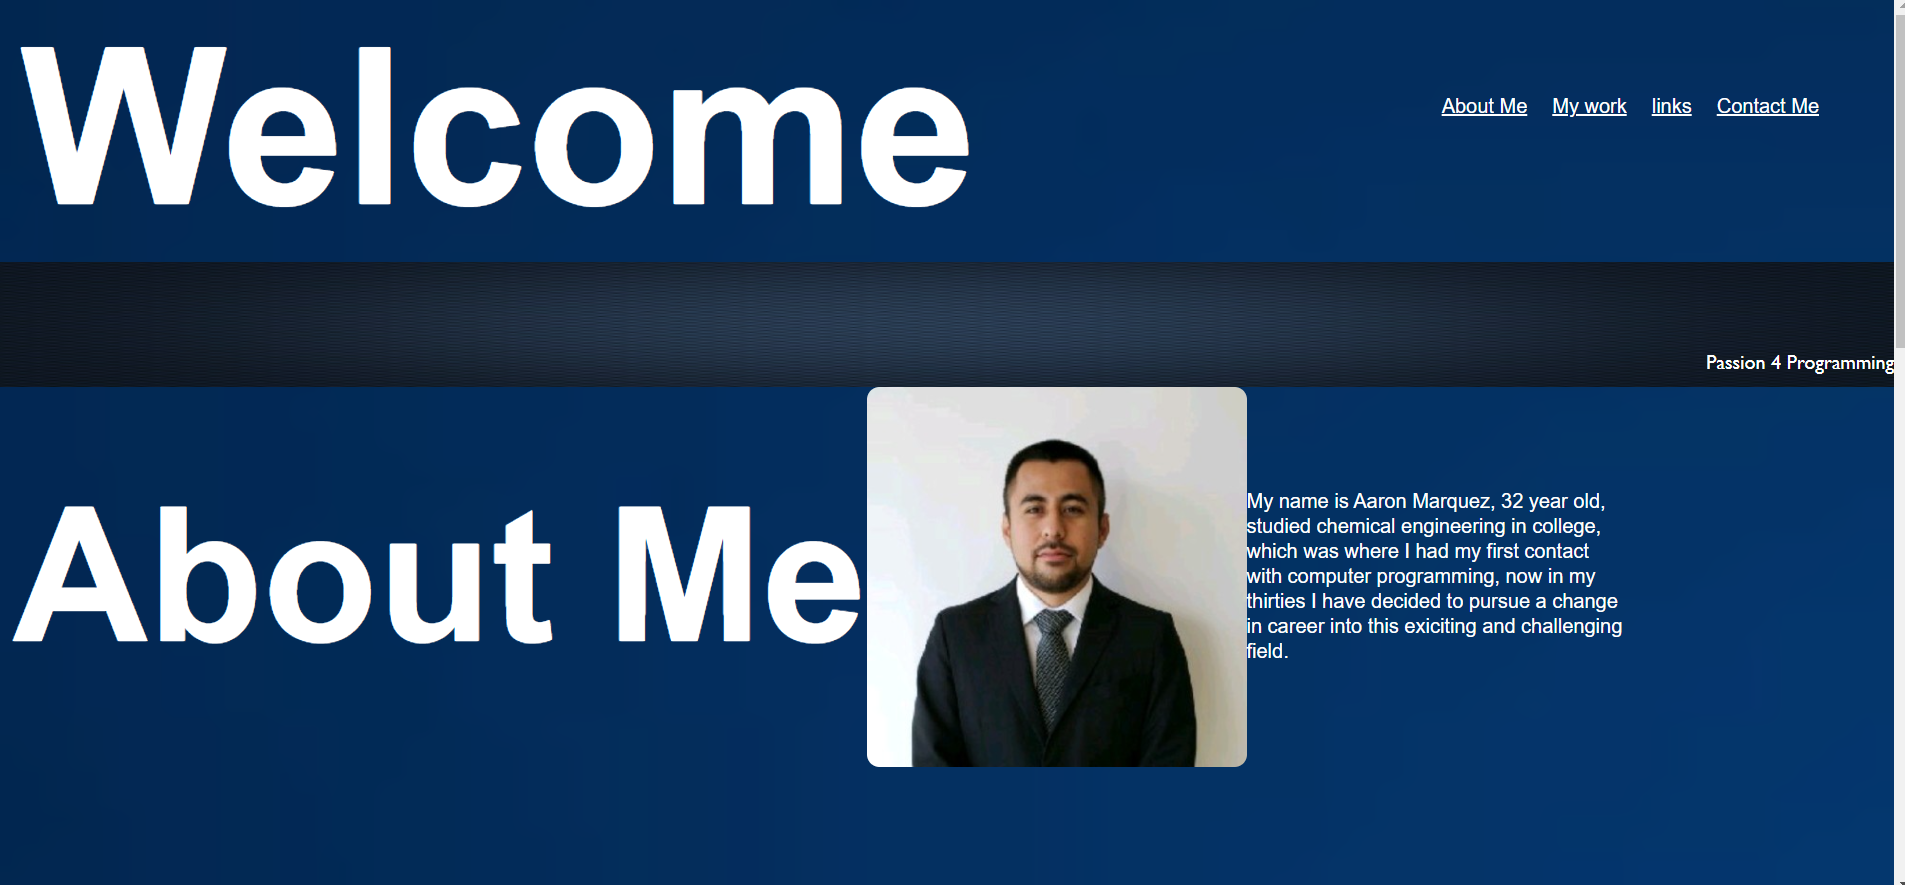 Welcome
About Me My work links Contact Me
Passion 4 Programming
About Me
My name is Aaron Marquez, 32 year old,
studied chemical engineering in college,
which was where I had my first contact
with computer programming, now in my
thirties I have decided to pursue a change
in career into this exiciting and challenging
field.